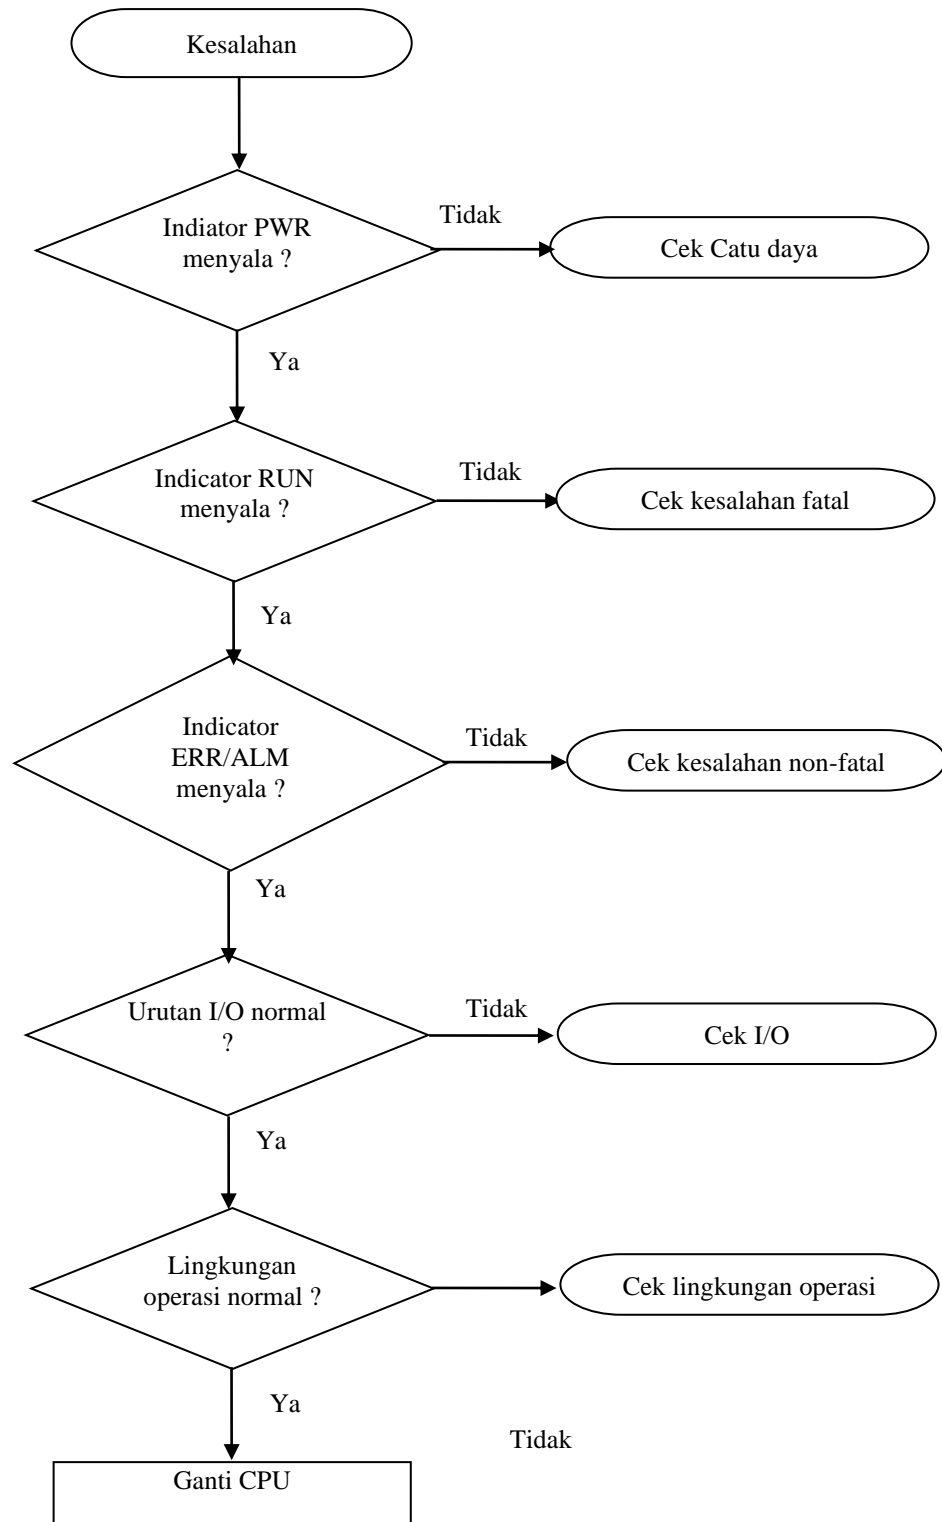 Kesalahan
Indiator PWR
menyala ?
Tidak
Cek Catu daya
Ya
Indicator RUN
menyala ?
Tidak
Cek kesalahan fatal
Ya
Indicator
ERR/ALM
menyala ?
Tidak
Cek kesalahan non-fatal
Ya
Urutan I/O normal
?
Tidak
Cek I/O
Ya
Lingkungan
operasi normal ?
Cek lingkungan operasi
Ya
Tidak
Ganti CPU